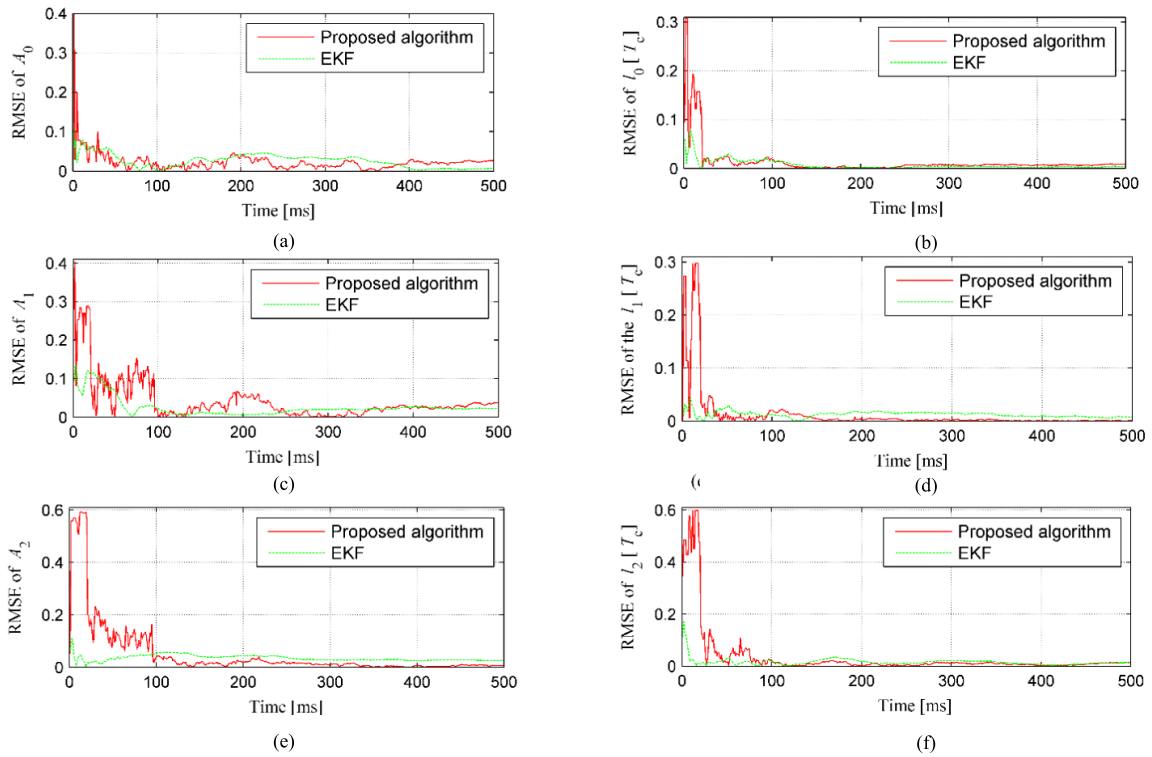 0.4
0.3
0.2
0.1
0
RMSE of A0
Proposed algorithm
EKF
0 100 200 300 400 500
Time [ms]
(a)
0.3
0.2
0.1
0
RMSE of l0 [Tc]
Proposed algorithm
EKF
0 100 200 300 400 500
Time [ms]
(b)
0.4
0.3
0.2
0.1
0
RMSE of A1
Proposed algorithm
EKF
0 100 200 300 400 500
Time [ms]
(c)
0.3
0.2
0.1
0
RMSE of the l1 [Tc]
Proposed algorithm
EKF
0 100 200 300 400 500
Time [ms]
(d)
0.6
0.4
0.2
0
RMSE of A2
Proposed algorithm
EKF
0 100 200 300 400 500
Time [ms]
(e)
0.6
0.4
0.2
0
RMSE of l2 [Tc]
Proposed algorithm
EKF
0 100 200 300 400 500
Time [ms]
(f)